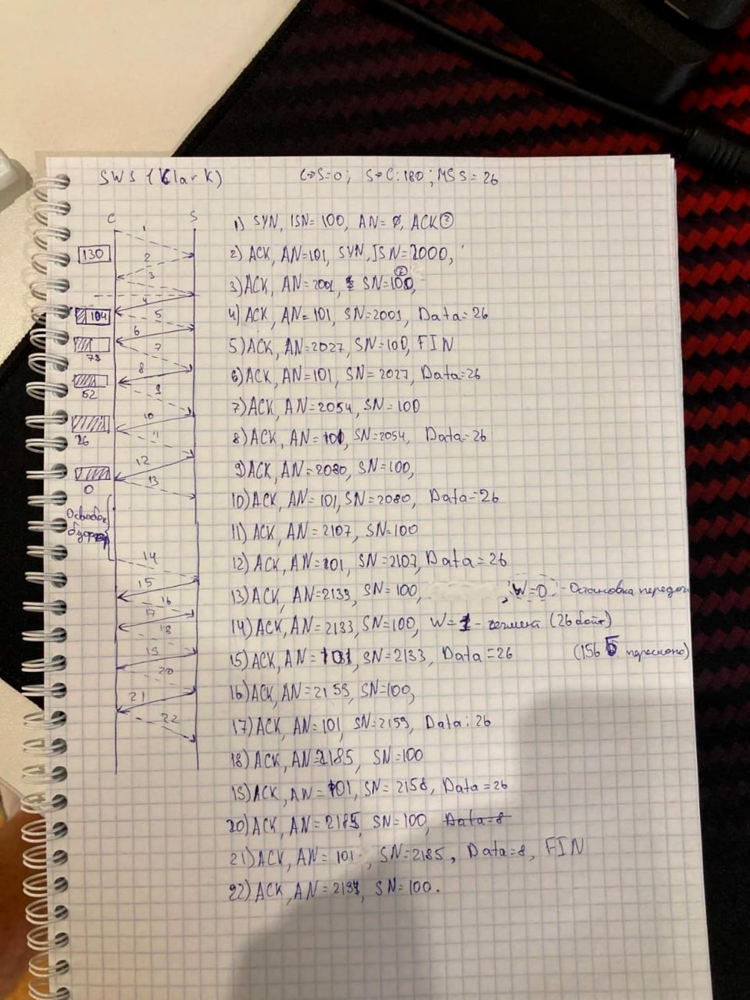 SWS (Klark) C→S=0; S→C:180; MSS=26
C S
1) SYN, ISN=100, AN=0, ACK?
2) ACK, AN=101, SYN, ISN=2000,
3) ACK, AN=2001, SN=100,
4) ACK, AN=101, SN=2001, Data=26
5) ACK, AN=2027, SN=100, FIN
6) ACK, AN=101, SN=2027, Data=26
7) ACK, AN=2054, SN=100
8) ACK, AN=101, SN=2054, Data=26
9) ACK, AN=2080, SN=100,
10) ACK, AN=101, SN=2080, Data=26
11) ACK, AN=2107, SN=100
12) ACK, AN=101, SN=2107, Data=26
13) ACK, AN=2133, SN=100, , W=0 - Остановка передач
14) ACK, AN=2133, SN=100, W=1 - сегмент (26 байт)
15) ACK, AN=101, SN=2133, Data=26 (156 Б переслано)
16) ACK, AN=2159, SN=100,
17) ACK, AN=101, SN=2159, Data:26
18) ACK, AN=2185, SN=100
19) ACK, AN=101, SN=2158, Data=26
20) ACK, AN=2185, SN=100, Data=8
21) ACK, AN=101, SN=2185, Data=8, FIN
22) ACK, AN=2194, SN=100.
1
130
2
3
4
104
5
6
78
7
8
52
9
10
26
11
12
0
13
Освобож
буфер
14
15
16
17
18
19
20
21
22